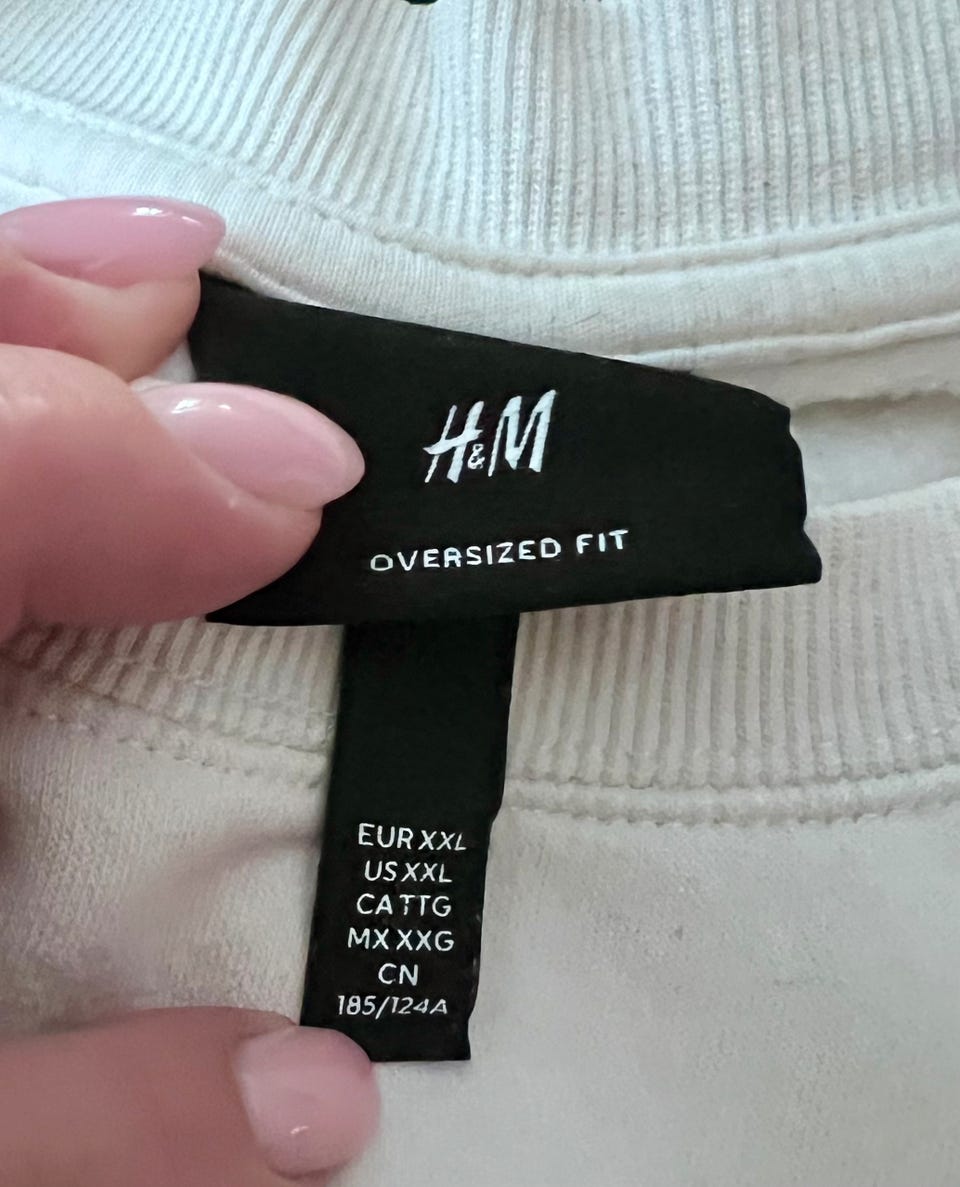 H&M
OVERSIZED FIT
EUR XXL
US XXL
CA TTG
MX XXG
CN
185/124A